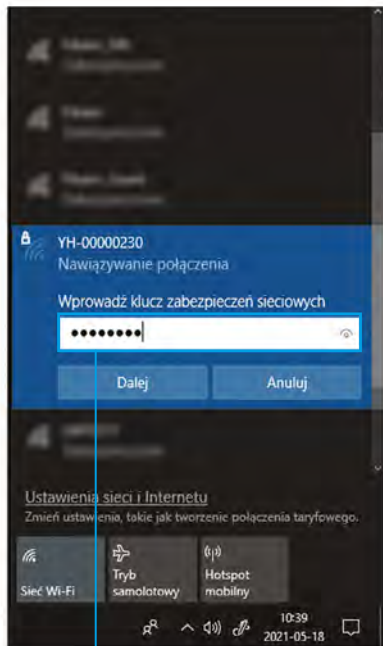 YH-00000230
Nawiązywanie połączenia
Wprowadź klucz zabezpieczeń sieciowych
••••••••
Dalej
Anuluj
Ustawienia sieci i Internetu
Zmień ustawienia, takie jak tworzenie połączenia taryfowego.
Sieć Wi-Fi
Tryb samolotowy
Hotspot mobilny
10:39
2021-05-18